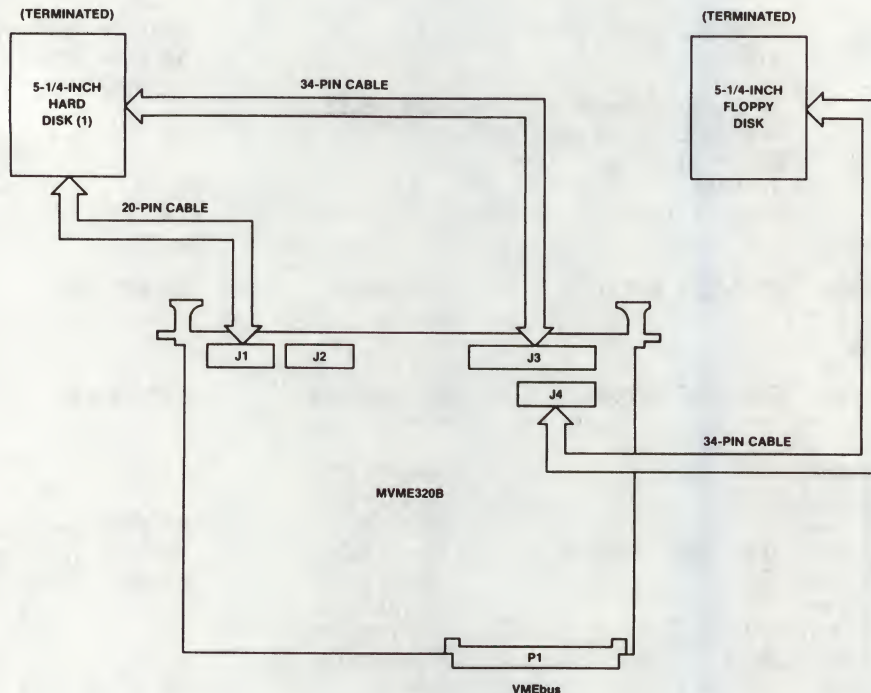 (TERMINATED)
5-1/4-INCH
HARD
DISK (1)
34-PIN CABLE
20-PIN CABLE
(TERMINATED)
5-1/4-INCH
FLOPPY
DISK
J1
J2
J3
J4
34-PIN CABLE
MVME320B
P1
VMEbus